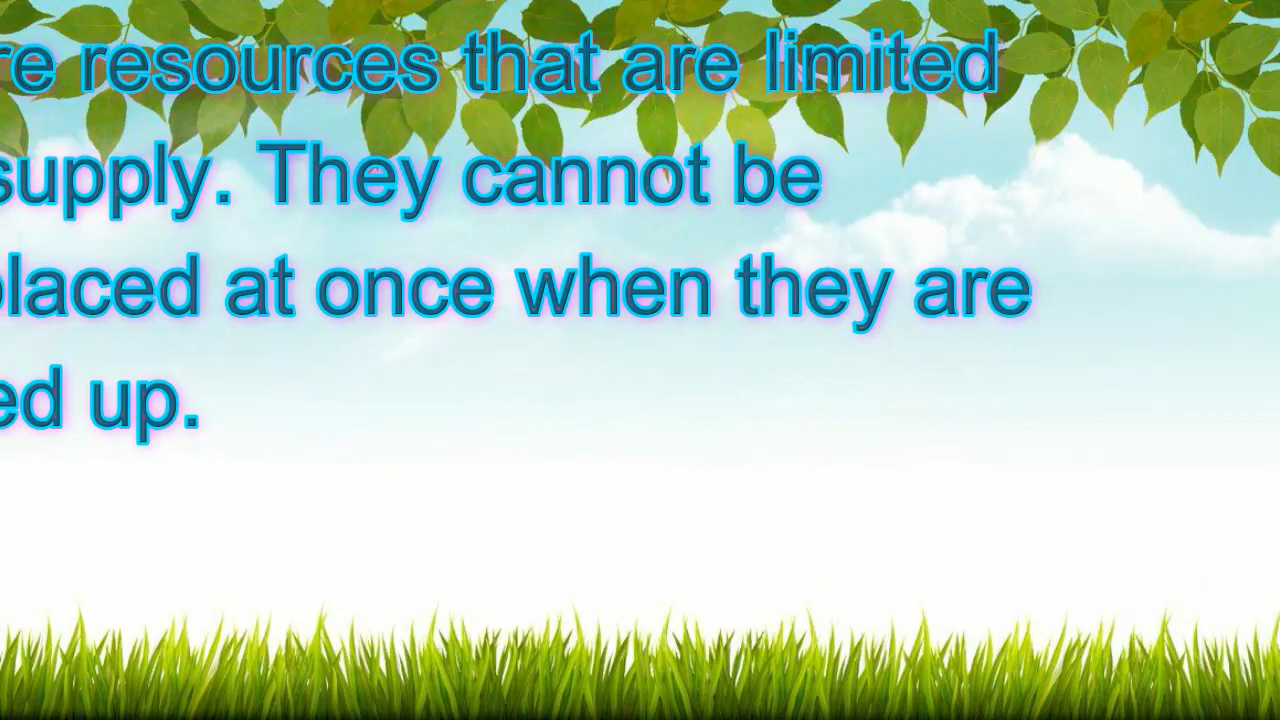 re resources that are limited
supply. They cannot be
placed at once when they are
ed up.